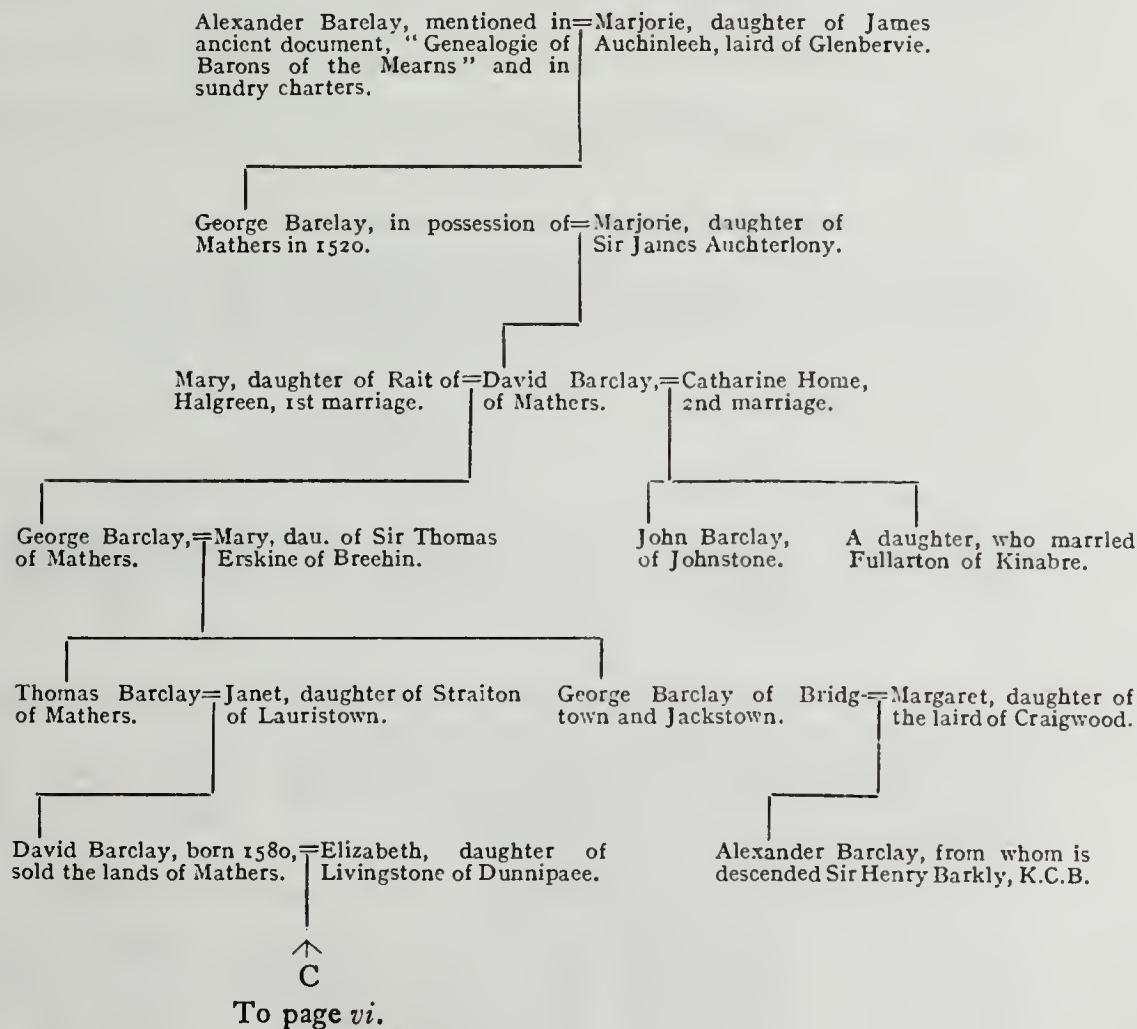 Alexander Barclay, mentioned in=Marjorie, daughter of James
ancient document, “ Genealogie of Auchinleeh, laird of Glenbervie.
Barons of the Mearns ” and in
sundry charters.
George Barelay, in possession of=Marjorie, daughter of
Mathers in 1520. Sir James Auchterlony.
Mary, daughter of Rait of=David Barclay,=Catharine Home,
Halgreen, 1st marriage. of Mathers. 2nd marriage.
George Barclay,=Mary, dau. of Sir Thomas
of Mathers. Erskine of Breehin.
John Barclay, A daughter, who married
of Johnstone. Fullarton of Kinabre.
Thomas Barclay=Janet, daughter of Straiton
of Mathers. of Lauristown.
George Barclay of Bridg-=Margaret, daughter of
town and Jackstown. the laird of Craigwood.
David Barclay, born 1580,=Elizabeth, daughter of
sold the lands of Mathers. Livingstone of Dunnipaee.
Alexander Barclay, from whom is
descended Sir Henry Barkly, K.C.B.
C
To page vi.